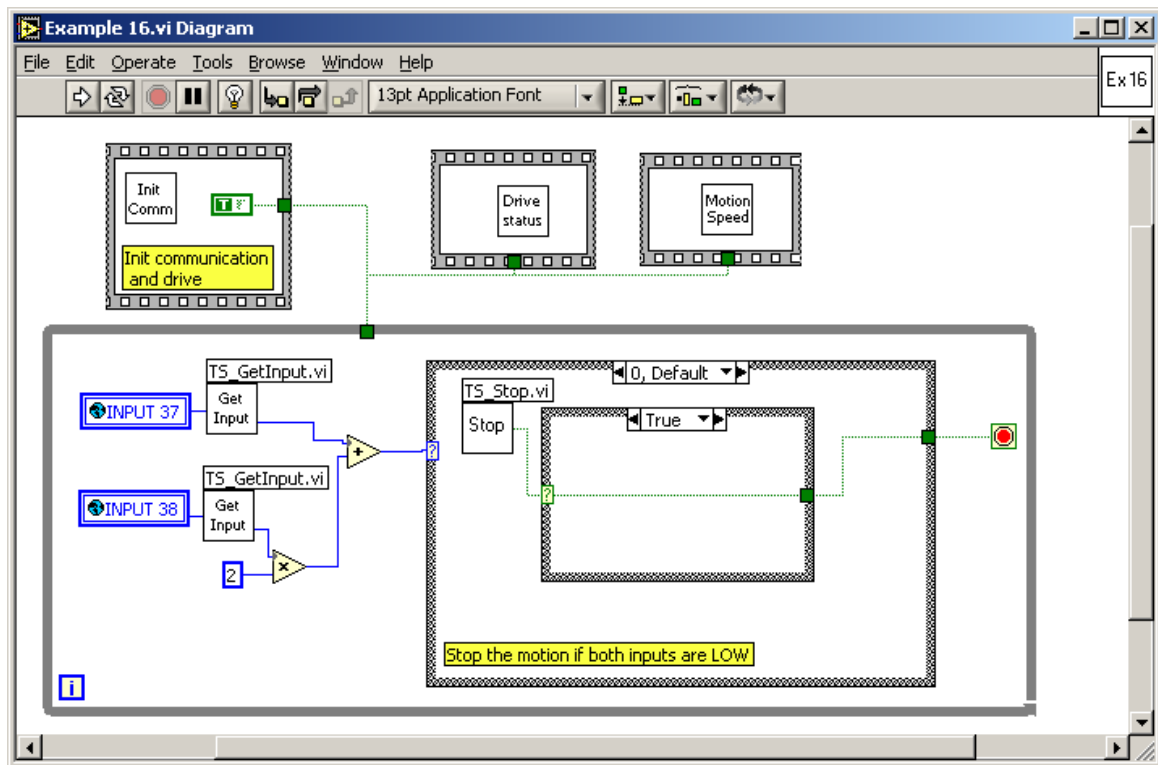 Example 16.vi Diagram
File Edit Operate Tools Browse Window Help
13pt Application Font
Ex 16
Init
Comm
T
Init communication
and drive
Drive
status
Motion
Speed
TS_GetInput.vi
INPUT 37
Get
Input
TS_GetInput.vi
INPUT 38
Get
Input
+
x
2
?
0, Default
TS_Stop.vi
Stop
True
?
Stop the motion if both inputs are LOW
i